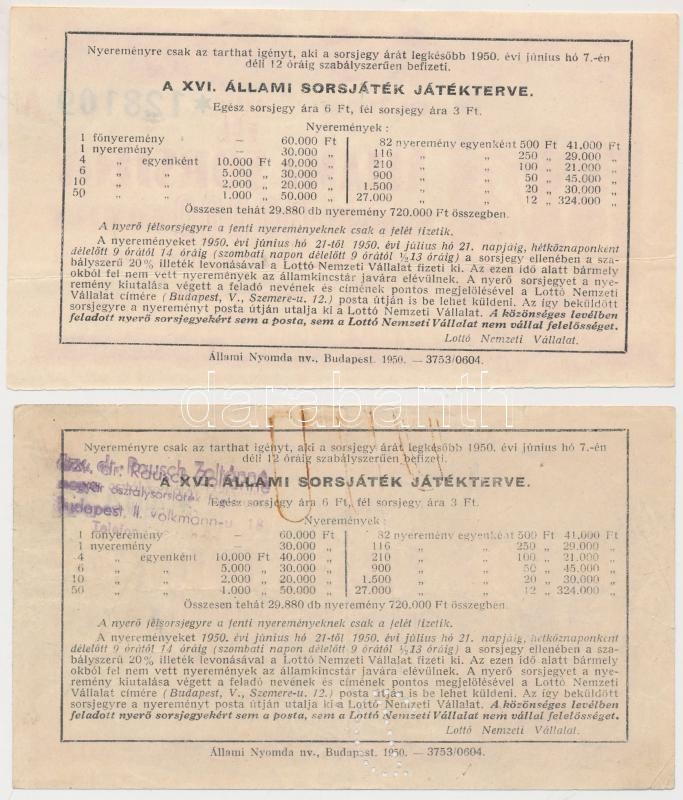 Nyereményre csak az tarthat igényt, aki a sorsjegy árát legkésőbb 1950. évi június hó 7.-én
déli 12 óráig szabályszerűen befizeti.
A XVI. ÁLLAMI SORSJÁTÉK JÁTÉKTERVE.
Egész sorsjegy ára 6 Ft, fél sorsjegy ára 3 Ft.
Nyeremények :
1 főnyeremény — 60.000 Ft 82 nyeremény egyenként 500 Ft 41.000 Ft
1 nyeremény — 30.000 „ 116 „ „ 250 „ 29.000 „
4 „ egyenként 10.000 Ft 40.000 „ 210 „ „ 100 „ 21.000 „
6 „ „ 5.000 „ 30.000 „ 900 „ „ 50 „ 45.000 „
10 „ „ 2.000 „ 20.000 „ 1.500 „ „ 20 „ 30.000 „
50 „ „ 1.000 „ 50.000 „ 27.000 „ „ 12 „ 324.000 „
Összesen tehát 29.880 db nyeremény 720.000 Ft összegben.
A nyerő félsorsjegyre a fenti nyereményeknek csak a felét fizetik.
A nyereményeket 1950. évi június hó 21-től 1950. évi július hó 21. napjáig, hétköznaponként
délelőtt 9 órától 14 óráig (szombati napon délelőtt 9 órától ½13 óráig) a sorsjegy ellenében a sza-
bályszerű 20% illeték levonásával a Lottó Nemzeti Vállalat fizeti ki. Az ezen idő alatt bármely
okból fel nem vett nyeremények az államkincstár javára elévülnek. A nyerő sorsjegyet a nye-
remény kiutalása végett a feladó nevének és címének pontos megjelölésével a Lottó Nemzeti
Vállalat címére (Budapest, V., Szemere-u. 12.) posta útján is be lehet küldeni. Az így beküldött
sorsjegyre a nyereményt posta útján utalja ki a Lottó Nemzeti Vállalat. A közönséges levélben
feladott nyerő sorsjegyekért sem a posta, sem a Lottó Nemzeti Vállalat nem vállal felelősséget.
Lottó Nemzeti Vállalat.
Állami Nyomda nv., Budapest. 1950. — 3753/0604.
darabanth
Nyereményre csak az tarthat igényt, aki a sorsjegy árát legkésőbb 1950. évi június hó 7.-én
déli 12 óráig szabályszerűen befizeti.
özv. dr. Rausch Zoltánné
magyar osztálysorsjáték
Budapest, II. Volkmann-u. 18
Telefon
A XVI. ÁLLAMI SORSJÁTÉK JÁTÉKTERVE.
Egész sorsjegy ára 6 Ft, fél sorsjegy ára 3 Ft.
Nyeremények :
1 főnyeremény — 60.000 Ft 82 nyeremény egyenként 500 Ft 41.000 Ft
1 nyeremény — 30.000 „ 116 „ „ 250 „ 29.000 „
4 „ egyenként 10.000 Ft 40.000 „ 210 „ „ 100 „ 21.000 „
6 „ „ 5.000 „ 30.000 „ 900 „ „ 50 „ 45.000 „
10 „ „ 2.000 „ 20.000 „ 1.500 „ „ 20 „ 30.000 „
50 „ „ 1.000 „ 50.000 „ 27.000 „ „ 12 „ 324.000 „
Összesen tehát 29.880 db nyeremény 720.000 Ft összegben
A nyerő félsorsjegyre a fenti nyereményeknek csak a felét fizetik.
A nyereményeket 1950. évi június hó 21-től 1950. évi július hó 21. napjáig, hétköznaponként
délelőtt 9 órától 14 óráig (szombati napon délelőtt 9 órától ½13 óráig) a sorsjegy ellenében a sza-
bályszerű 20% illeték levonásával a Lottó Nemzeti Vállalat fizeti ki. Az ezen idő alatt bármely
okból fel nem vett nyeremények az államkincstár javára elévülnek. A nyerő sorsjegyet a nye-
remény kiutalása végett a feladó nevének és címének pontos megjelölésével a Lottó Nemzeti
Vállalat címére (Budapest, V., Szemere-u. 12.) posta útján is be lehet küldeni. Az így beküldött
sorsjegyre a nyereményt posta útján utalja ki a Lottó Nemzeti Vállalat. A közönséges levélben
feladott nyerő sorsjegyekért sem a posta, sem a Lottó Nemzeti Vállalat nem vállal felelősséget.
Lottó Nemzeti Vállalat.
Állami Nyomda nv., Budapest. 1950. — 3753/0604.